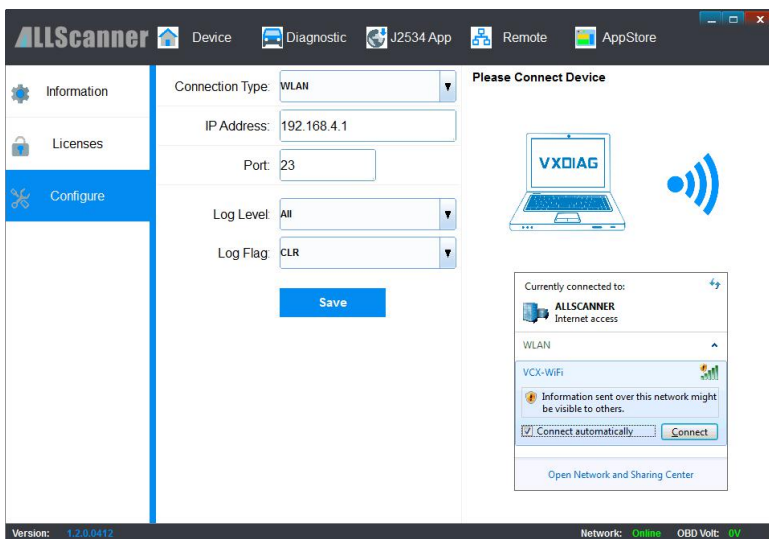 ALLScanner Device Diagnostic J2534 App Remote AppStore
Information
Licenses
Configure
Connection Type: WLAN
IP Address: 192.168.4.1
Port: 23
Log Level: All
Log Flag: CLR
Save
Please Connect Device
VXDIAG
Currently connected to:
ALLSCANNER
Internet access
WLAN
VCX-WiFi
Information sent over this network might
be visible to others.
Connect automatically Connect
Open Network and Sharing Center
Version: 1.2.0.0412 Network: Online OBD Volt: 0V